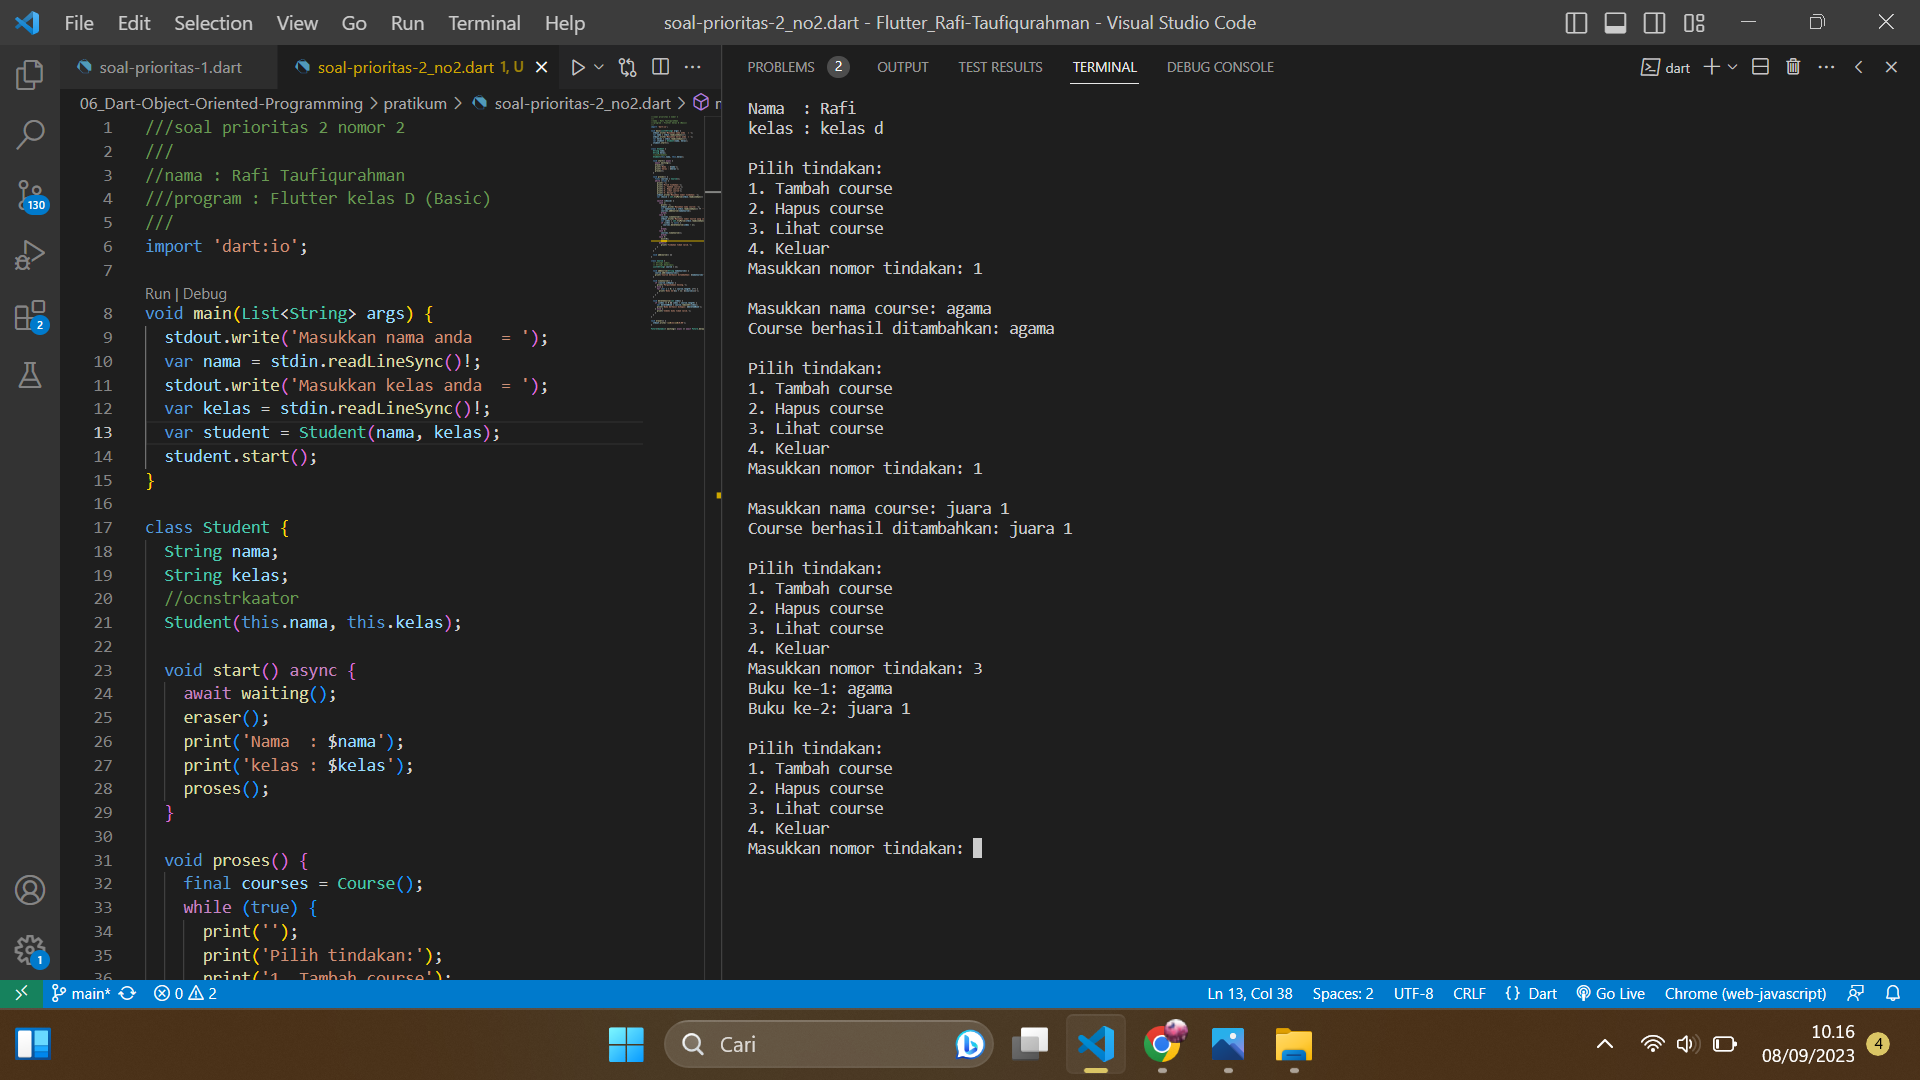 File Edit Selection View Go Run Terminal Help
soal-prioritas-2_no2.dart - Flutter_Rafi-Taufiqurahman - Visual Studio Code
soal-prioritas-1.dart
soal-prioritas-2_no2.dart 1, U
06_Dart-Object-Oriented-Programming > pratikum > soal-prioritas-2_no2.dart >
1 ///soal prioritas 2 nomor 2
2 ///
3 //nama : Rafi Taufiqurahman
4 ///program : Flutter kelas D (Basic)
5 ///
6 import 'dart:io';
7
Run | Debug
8 void main(List<String> args) {
9 stdout.write('Masukkan nama anda   = ');
10 var nama = stdin.readLineSync()!;
11 stdout.write('Masukkan kelas anda  = ');
12 var kelas = stdin.readLineSync()!;
13 var student = Student(nama, kelas);
14 student.start();
15 }
16
17 class Student {
18 String nama;
19 String kelas;
20 //ocnstrkaator
21 Student(this.nama, this.kelas);
22
23 void start() async {
24 await waiting();
25 eraser();
26 print('Nama  : $nama');
27 print('kelas : $kelas');
28 proses();
29 }
30
31 void proses() {
32 final courses = Course();
33 while (true) {
34 print('');
35 print('Pilih tindakan:');
36 print('1. Tambah course');
PROBLEMS 2 OUTPUT TEST RESULTS TERMINAL DEBUG CONSOLE
dart
Nama  : Rafi
kelas : kelas d
Pilih tindakan:
1. Tambah course
2. Hapus course
3. Lihat course
4. Keluar
Masukkan nomor tindakan: 1
Masukkan nama course: agama
Course berhasil ditambahkan: agama
Pilih tindakan:
1. Tambah course
2. Hapus course
3. Lihat course
4. Keluar
Masukkan nomor tindakan: 1
Masukkan nama course: juara 1
Course berhasil ditambahkan: juara 1
Pilih tindakan:
1. Tambah course
2. Hapus course
3. Lihat course
4. Keluar
Masukkan nomor tindakan: 3
Buku ke-1: agama
Buku ke-2: juara 1
Pilih tindakan:
1. Tambah course
2. Hapus course
3. Lihat course
4. Keluar
Masukkan nomor tindakan:
130
2
1
main* 0 2
Ln 13, Col 38 Spaces: 2 UTF-8 CRLF {} Dart Go Live Chrome (web-javascript)
Cari
10.16
08/09/2023
4